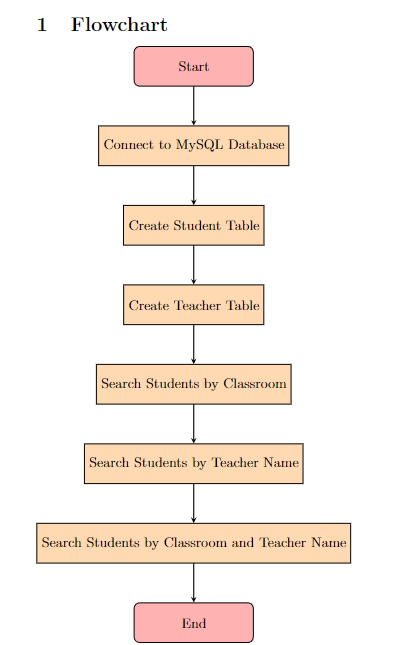 1 Flowchart
Start
Connect to MySQL Database
Create Student Table
Create Teacher Table
Search Students by Classroom
Search Students by Teacher Name
Search Students by Classroom and Teacher Name
End